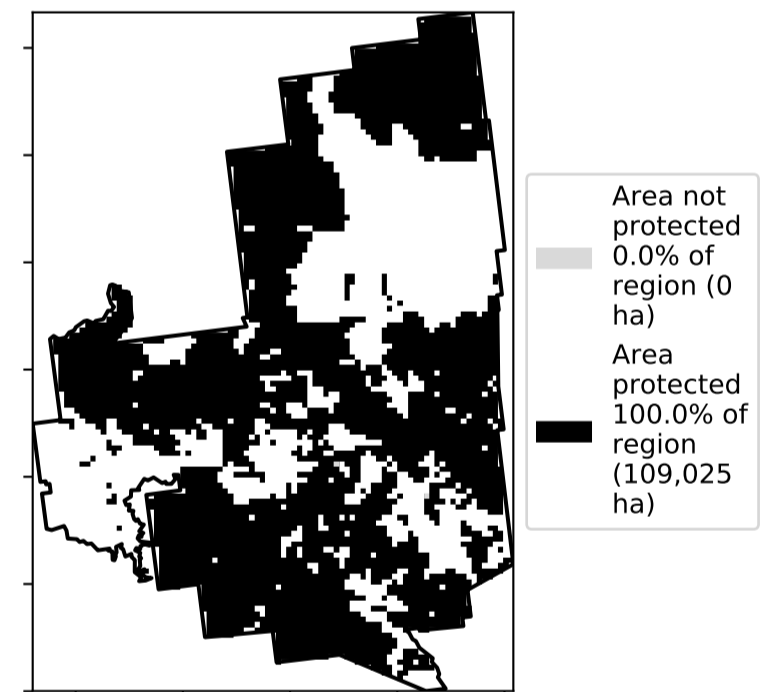 Area not
protected
0.0% of
region (0
ha)
Area
protected
100.0% of
region
(109,025
ha)